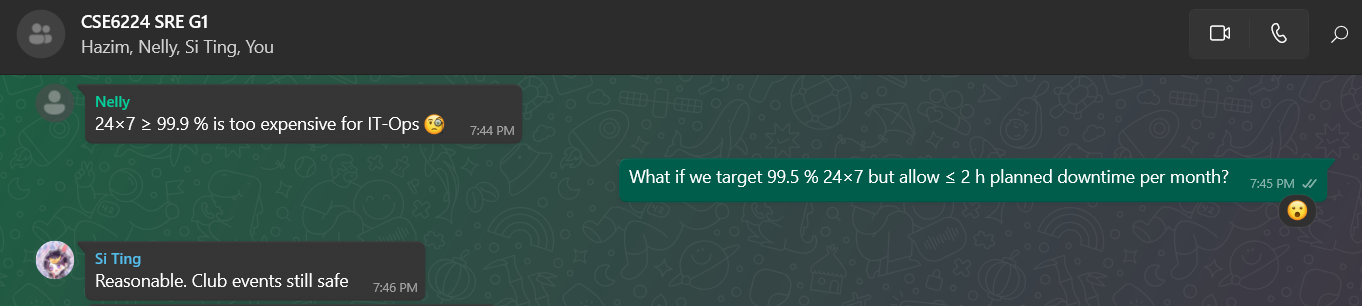 CSE6224 SRE G1
Hazim, Nelly, Si Ting, You
Nelly
24×7 ≥ 99.9 % is too expensive for IT-Ops 🧐
7:44 PM
What if we target 99.5 % 24×7 but allow ≤ 2 h planned downtime per month?
7:45 PM
😮
Si Ting
Reasonable. Club events still safe
7:46 PM